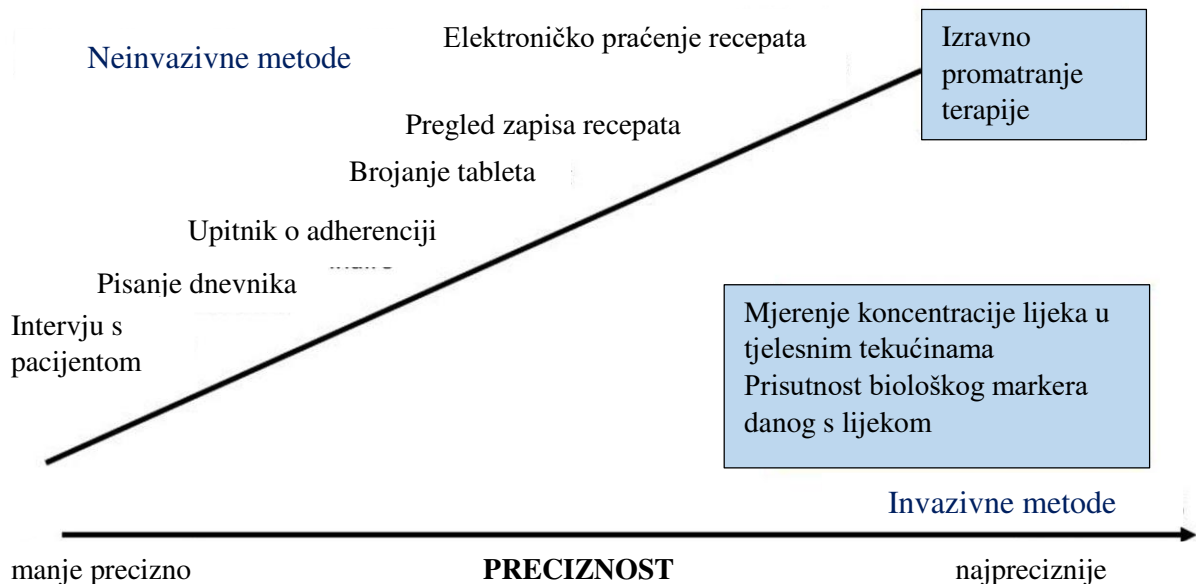 Neinvazivne metode
Elektroničko praćenje recepata
Izravno
promatranje
terapije
Pregled zapisa recepata
Brojanje tableta
Upitnik o adherenciji
Pisanje dnevnika
Intervju s
pacijentom
Mjerenje koncentracije lijeka u
tjelesnim tekućinama
Prisutnost biološkog markera
danog s lijekom
Invazivne metode
manje precizno
PRECIZNOST
najpreciznije